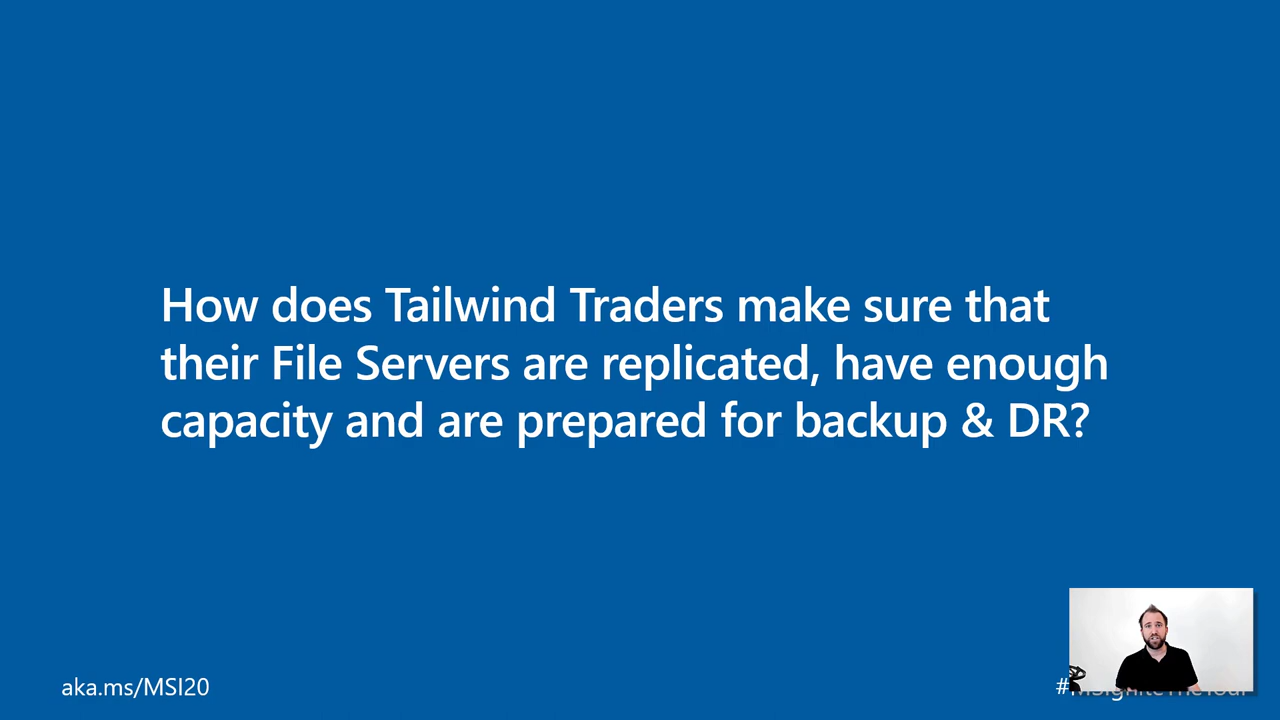 How does Tailwind Traders make sure that
their File Servers are replicated, have enough
capacity and are prepared for backup & DR?
aka.ms/MSI20
#MSIgniteTheTour